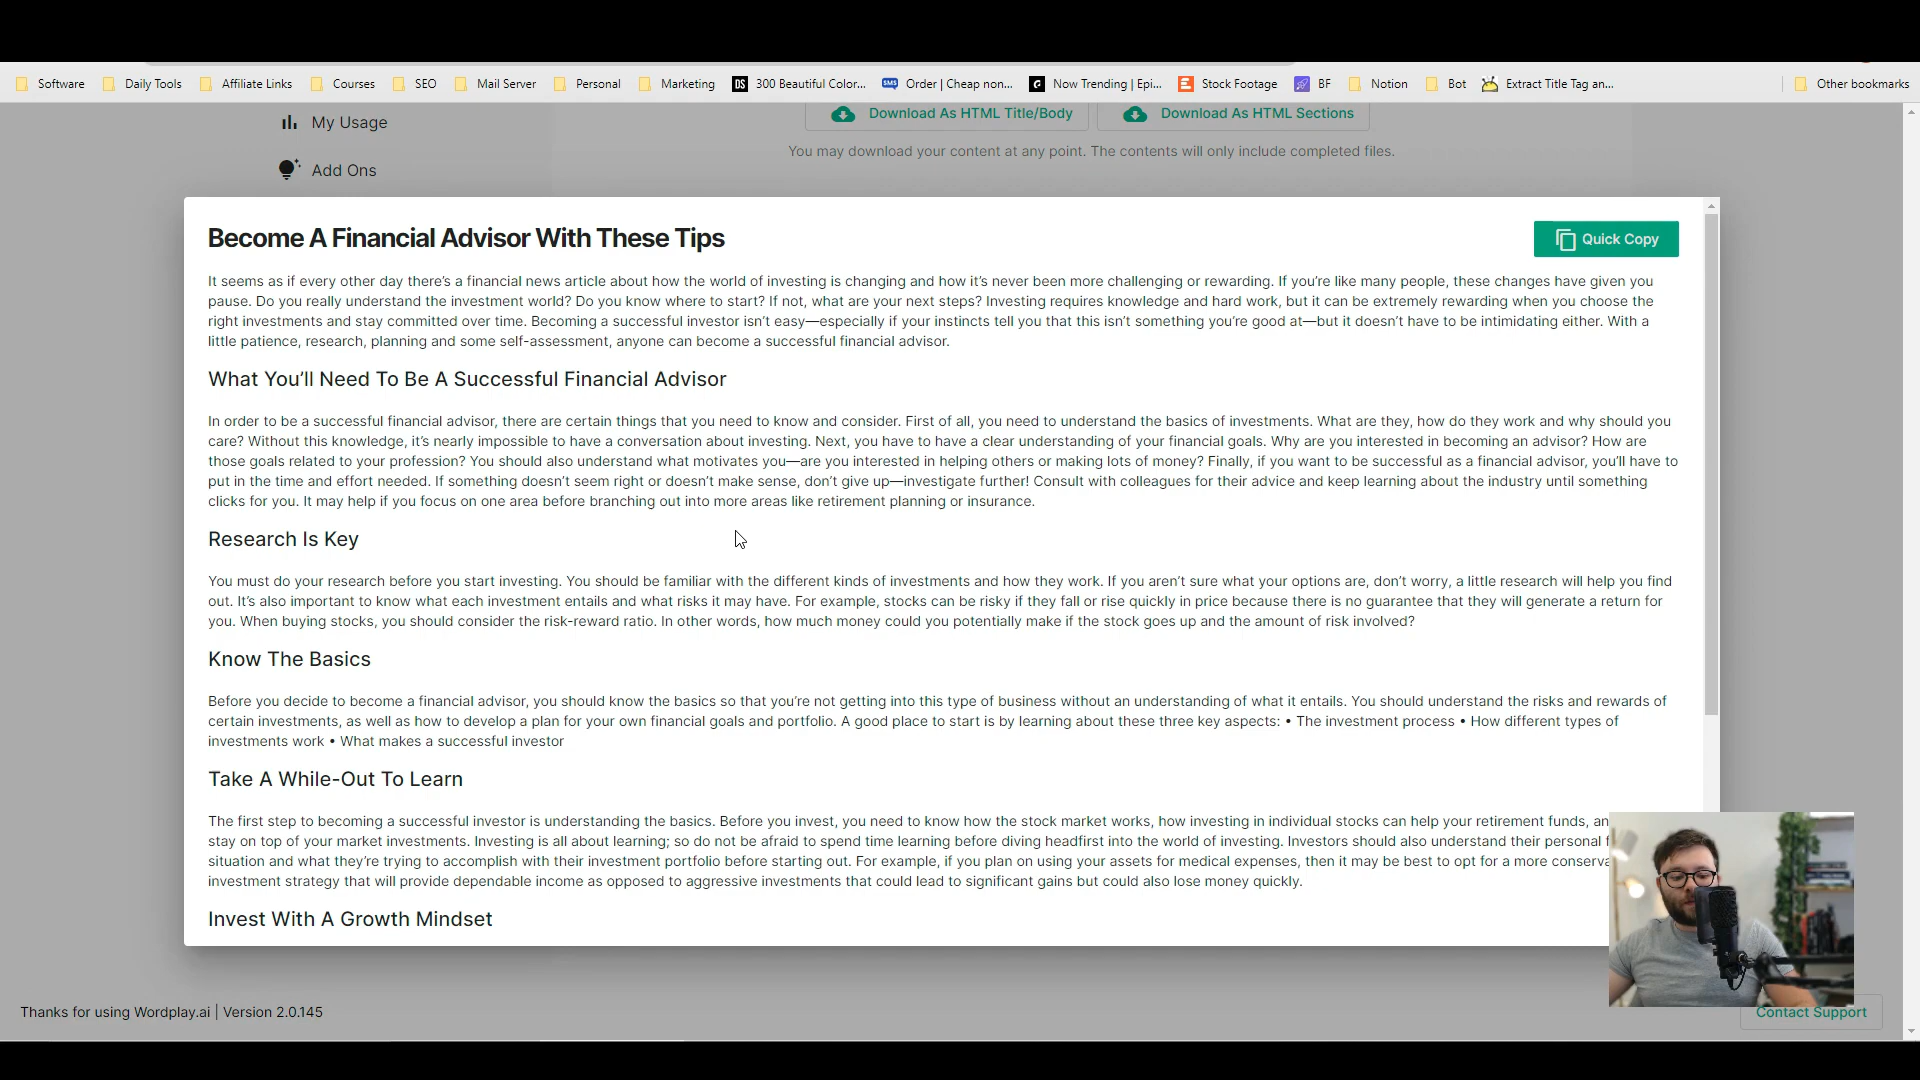 Software Daily Tools Affiliate Links Courses SEO Mail Server Personal Marketing DS 300 Beautiful Color... SMS Order | Cheap non... Now Trending | Epi... Stock Footage BF Notion Bot Extract Title Tag an... Other bookmarks
My Usage
Download As HTML Title/Body Download As HTML Sections
You may download your content at any point. The contents will only include completed files.
Add Ons
Become A Financial Advisor With These Tips
Quick Copy
It seems as if every other day there's a financial news article about how the world of investing is changing and how it's never been more challenging or rewarding. If you're like many people, these changes have given you
pause. Do you really understand the investment world? Do you know where to start? If not, what are your next steps? Investing requires knowledge and hard work, but it can be extremely rewarding when you choose the
right investments and stay committed over time. Becoming a successful investor isn't easy—especially if your instincts tell you that this isn't something you're good at—but it doesn't have to be intimidating either. With a
little patience, research, planning and some self-assessment, anyone can become a successful financial advisor.
What You'll Need To Be A Successful Financial Advisor
In order to be a successful financial advisor, there are certain things that you need to know and consider. First of all, you need to understand the basics of investments. What are they, how do they work and why should you
care? Without this knowledge, it's nearly impossible to have a conversation about investing. Next, you have to have a clear understanding of your financial goals. Why are you interested in becoming an advisor? How are
those goals related to your profession? You should also understand what motivates you—are you interested in helping others or making lots of money? Finally, if you want to be successful as a financial advisor, you'll have to
put in the time and effort needed. If something doesn't seem right or doesn't make sense, don't give up—investigate further! Consult with colleagues for their advice and keep learning about the industry until something
clicks for you. It may help if you focus on one area before branching out into more areas like retirement planning or insurance.
Research Is Key
You must do your research before you start investing. You should be familiar with the different kinds of investments and how they work. If you aren't sure what your options are, don't worry, a little research will help you find
out. It's also important to know what each investment entails and what risks it may have. For example, stocks can be risky if they fall or rise quickly in price because there is no guarantee that they will generate a return for
you. When buying stocks, you should consider the risk-reward ratio. In other words, how much money could you potentially make if the stock goes up and the amount of risk involved?
Know The Basics
Before you decide to become a financial advisor, you should know the basics so that you're not getting into this type of business without an understanding of what it entails. You should understand the risks and rewards of
certain investments, as well as how to develop a plan for your own financial goals and portfolio. A good place to start is by learning about these three key aspects: • The investment process • How different types of
investments work • What makes a successful investor
Take A While-Out To Learn
The first step to becoming a successful investor is understanding the basics. Before you invest, you need to know how the stock market works, how investing in individual stocks can help your retirement funds, an
stay on top of your market investments. Investing is all about learning; so do not be afraid to spend time learning before diving headfirst into the world of investing. Investors should also understand their personal f
situation and what they're trying to accomplish with their investment portfolio before starting out. For example, if you plan on using your assets for medical expenses, then it may be best to opt for a more conserva
investment strategy that will provide dependable income as opposed to aggressive investments that could lead to significant gains but could also lose money quickly.
Invest With A Growth Mindset
Thanks for using Wordplay.ai | Version 2.0.145
Contact Support